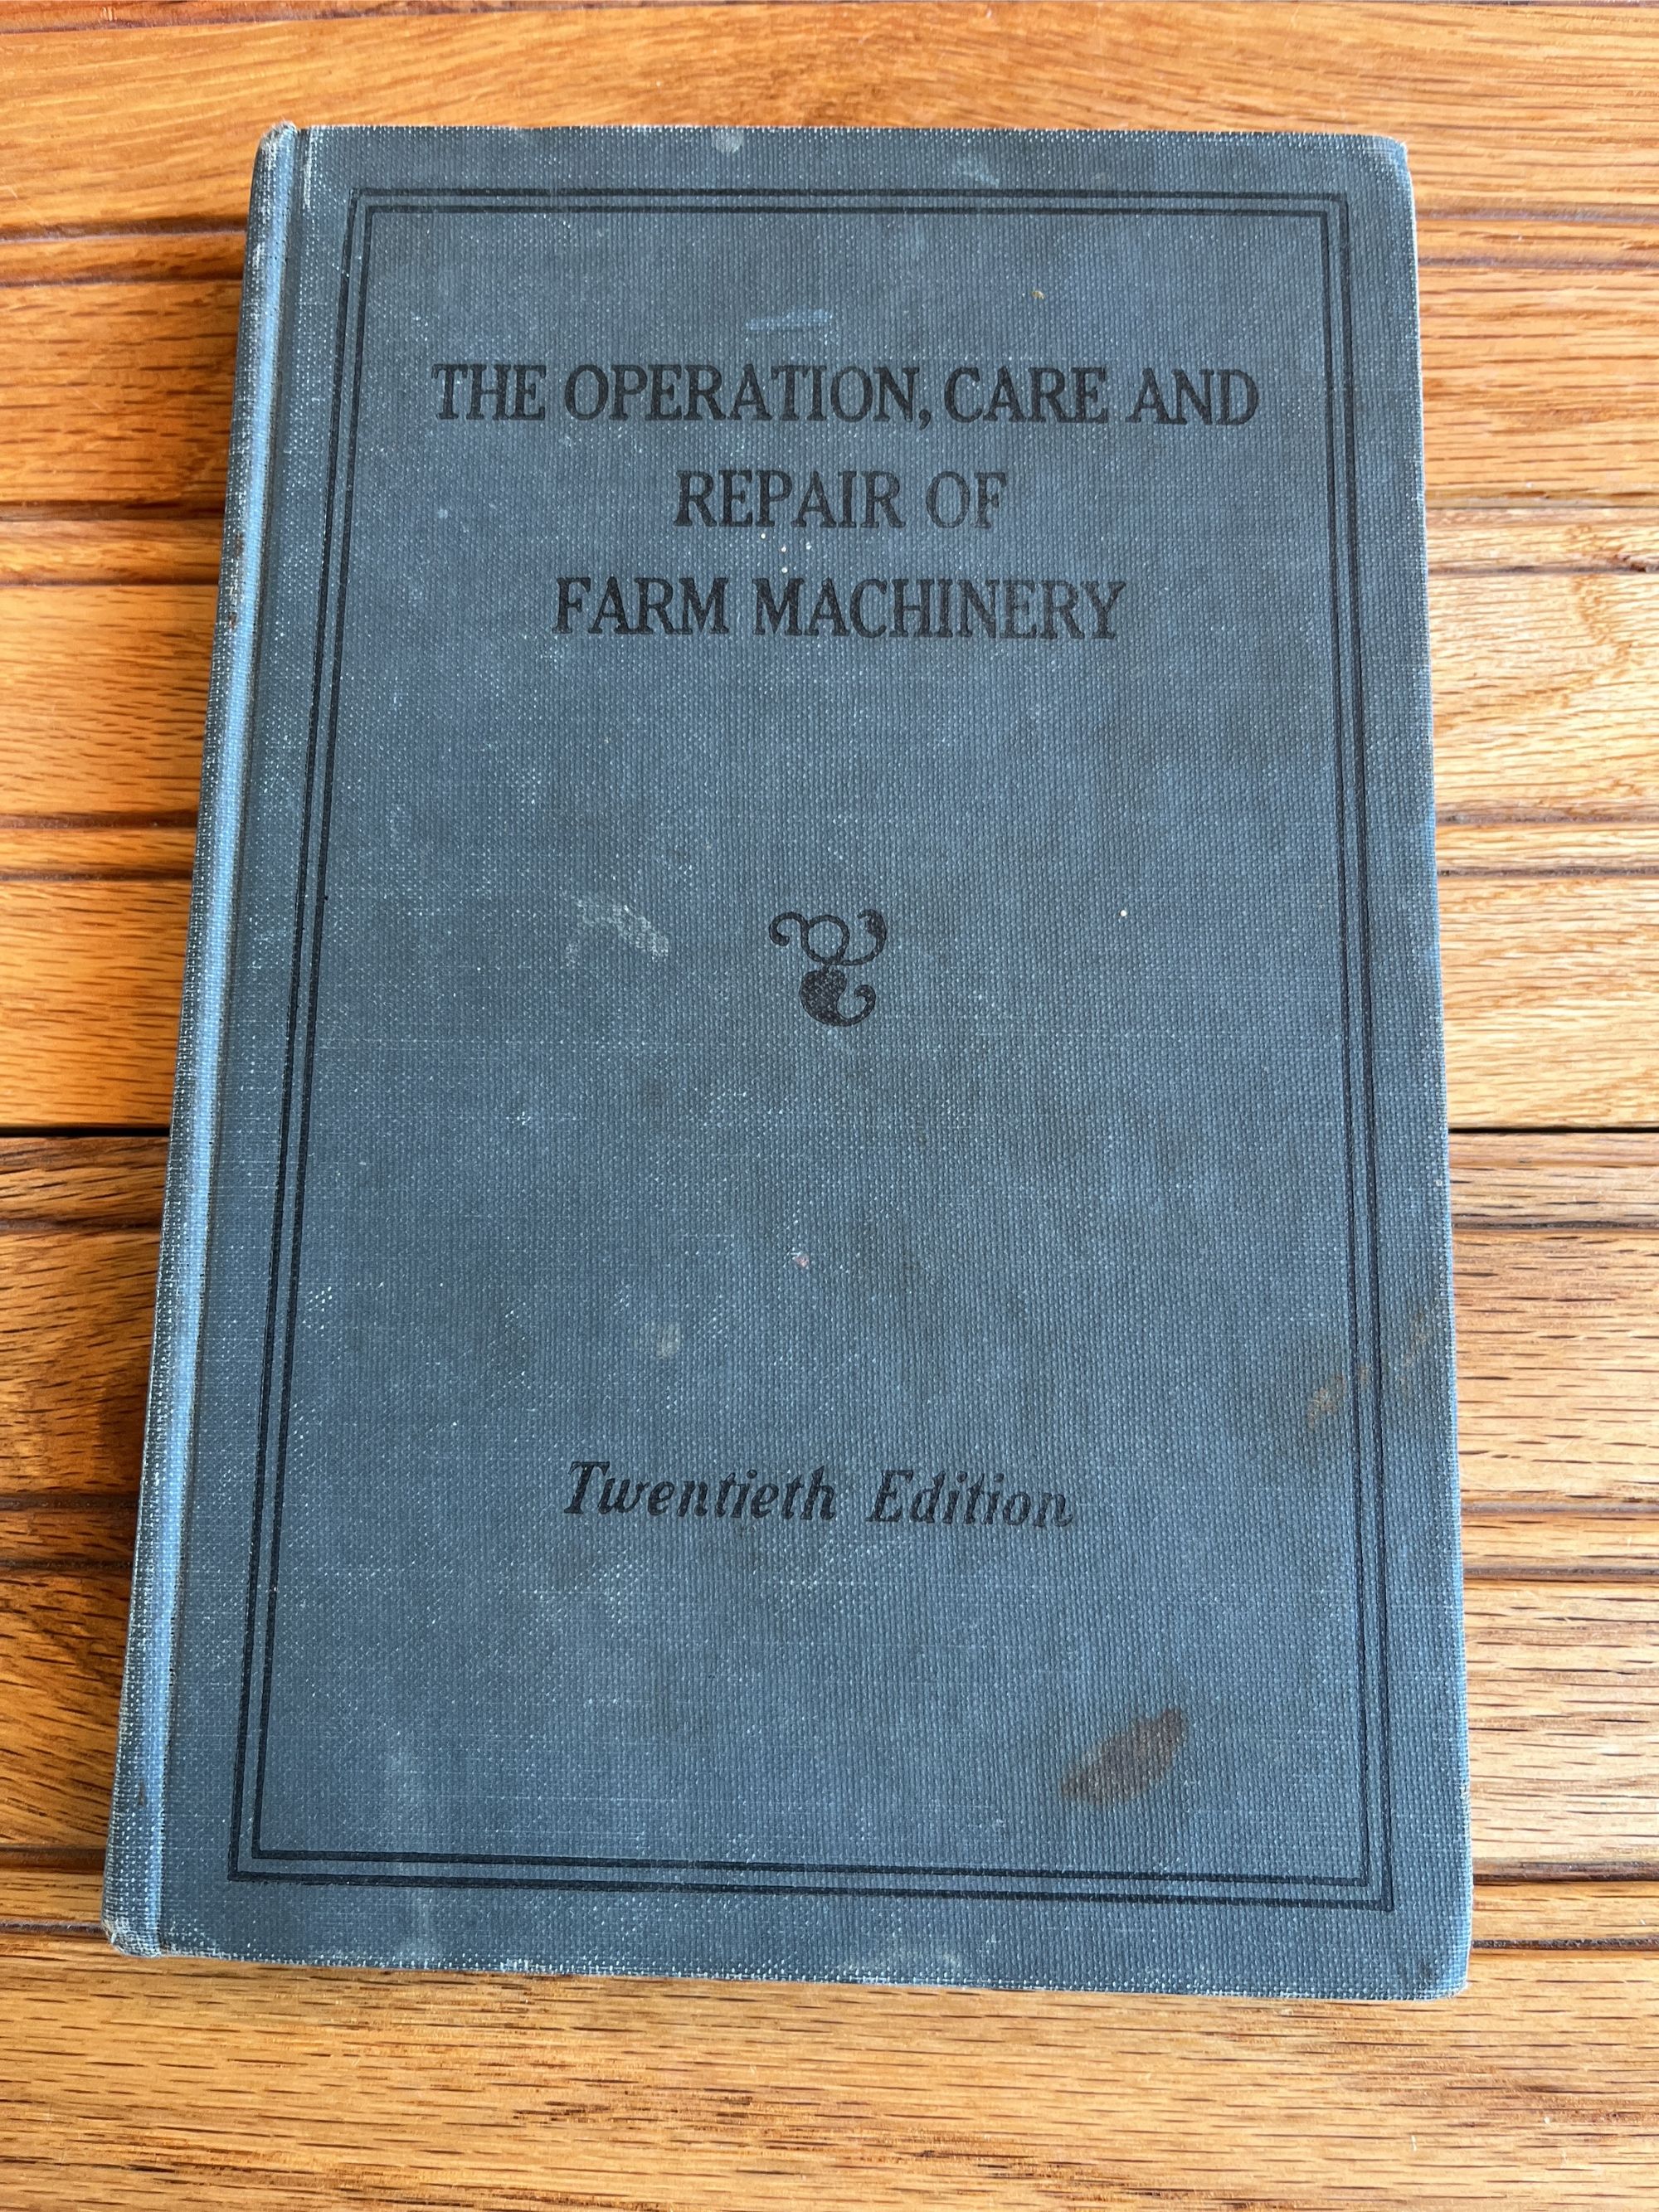 THE OPERATION, CARE AND
REPAIR OF
FARM MACHINERY
Twentieth Edition